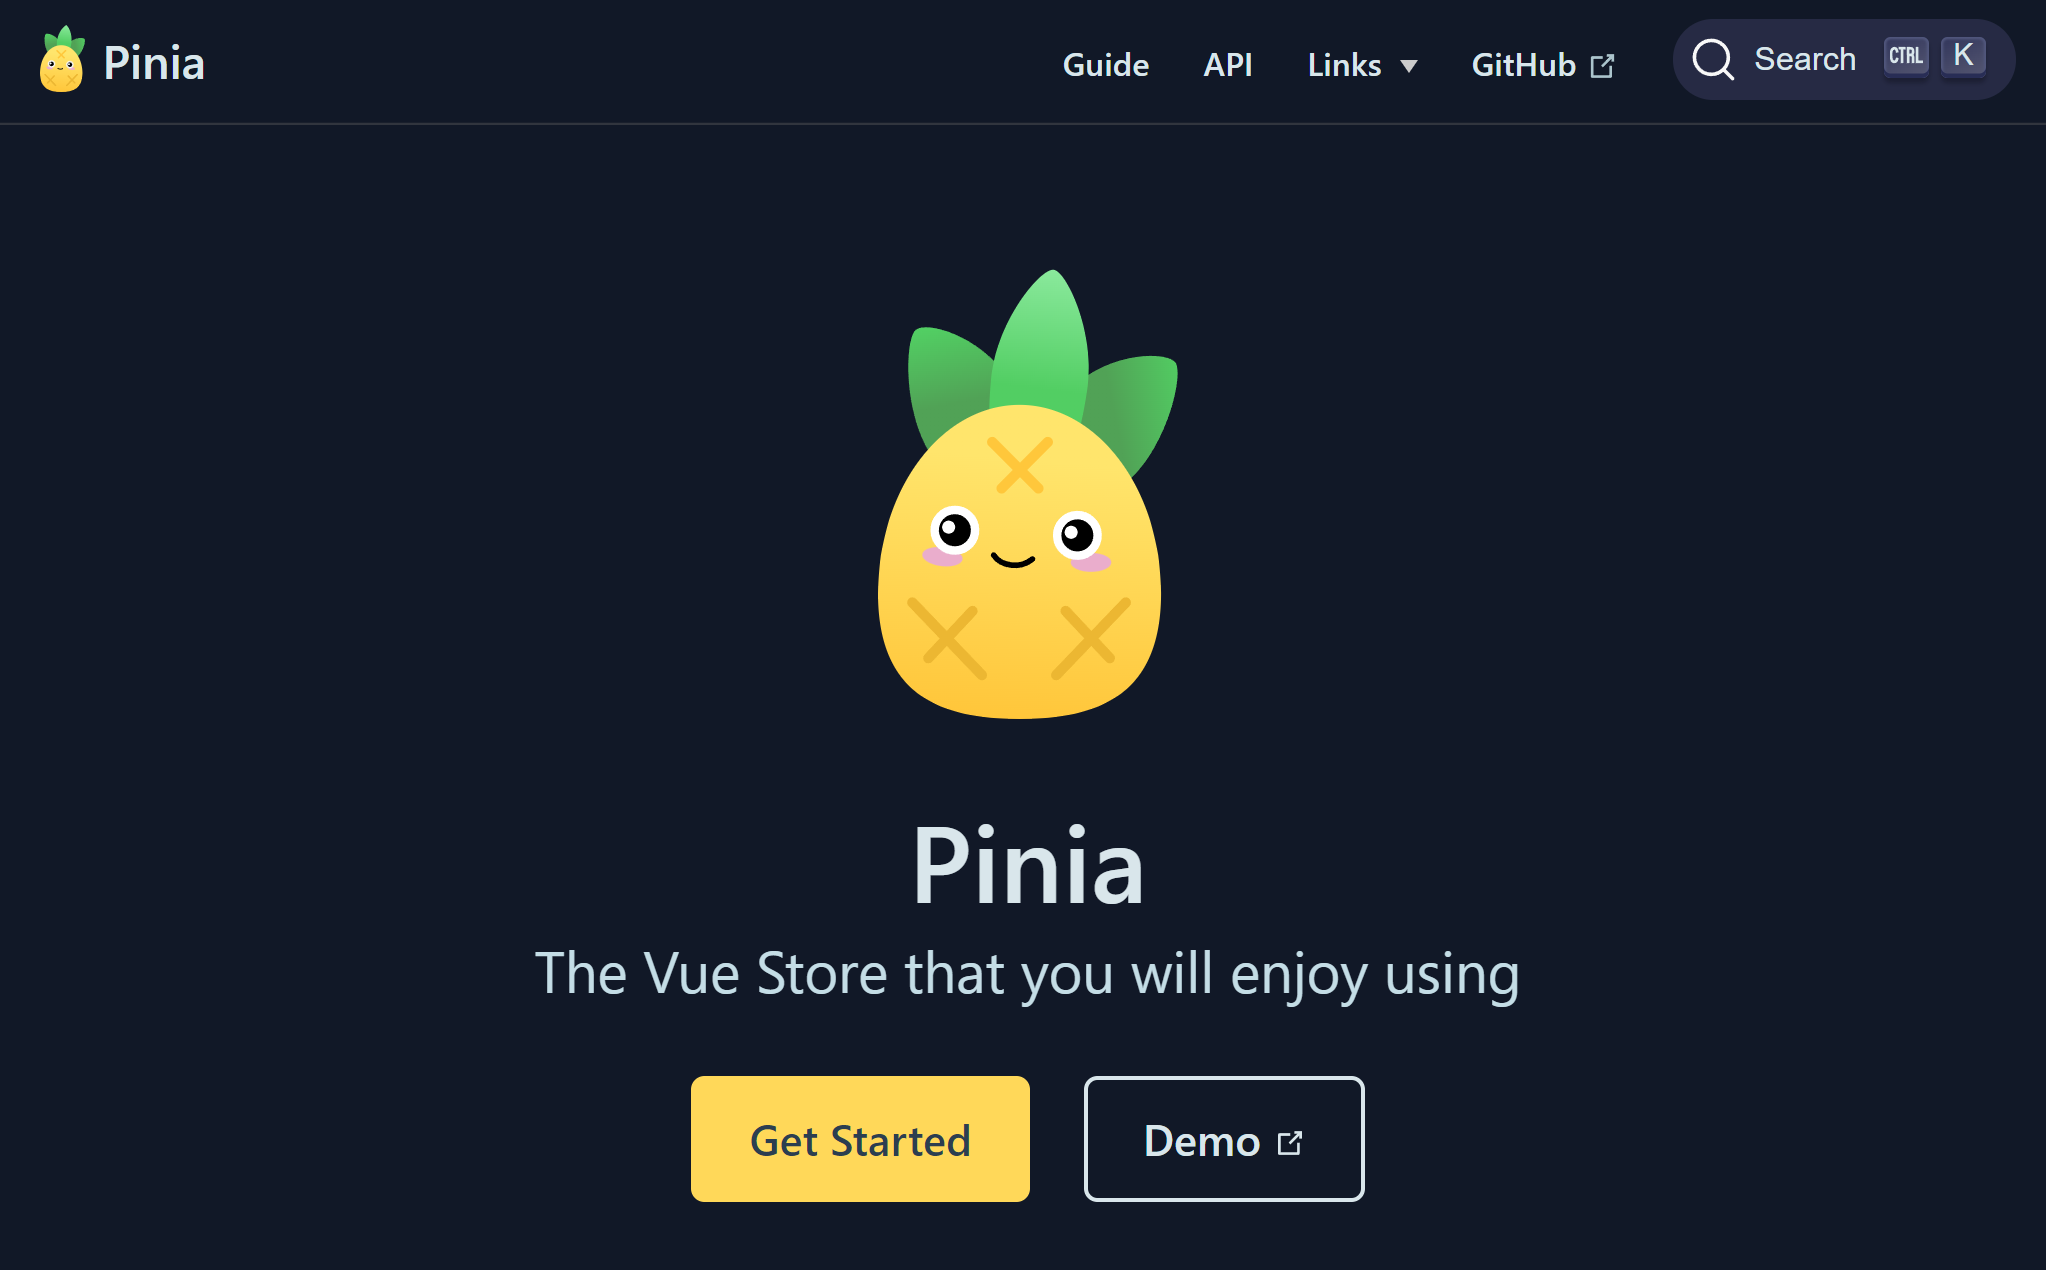 Pinia
Guide API Links GitHub Search CTRL K
Pinia
The Vue Store that you will enjoy using
Get Started Demo